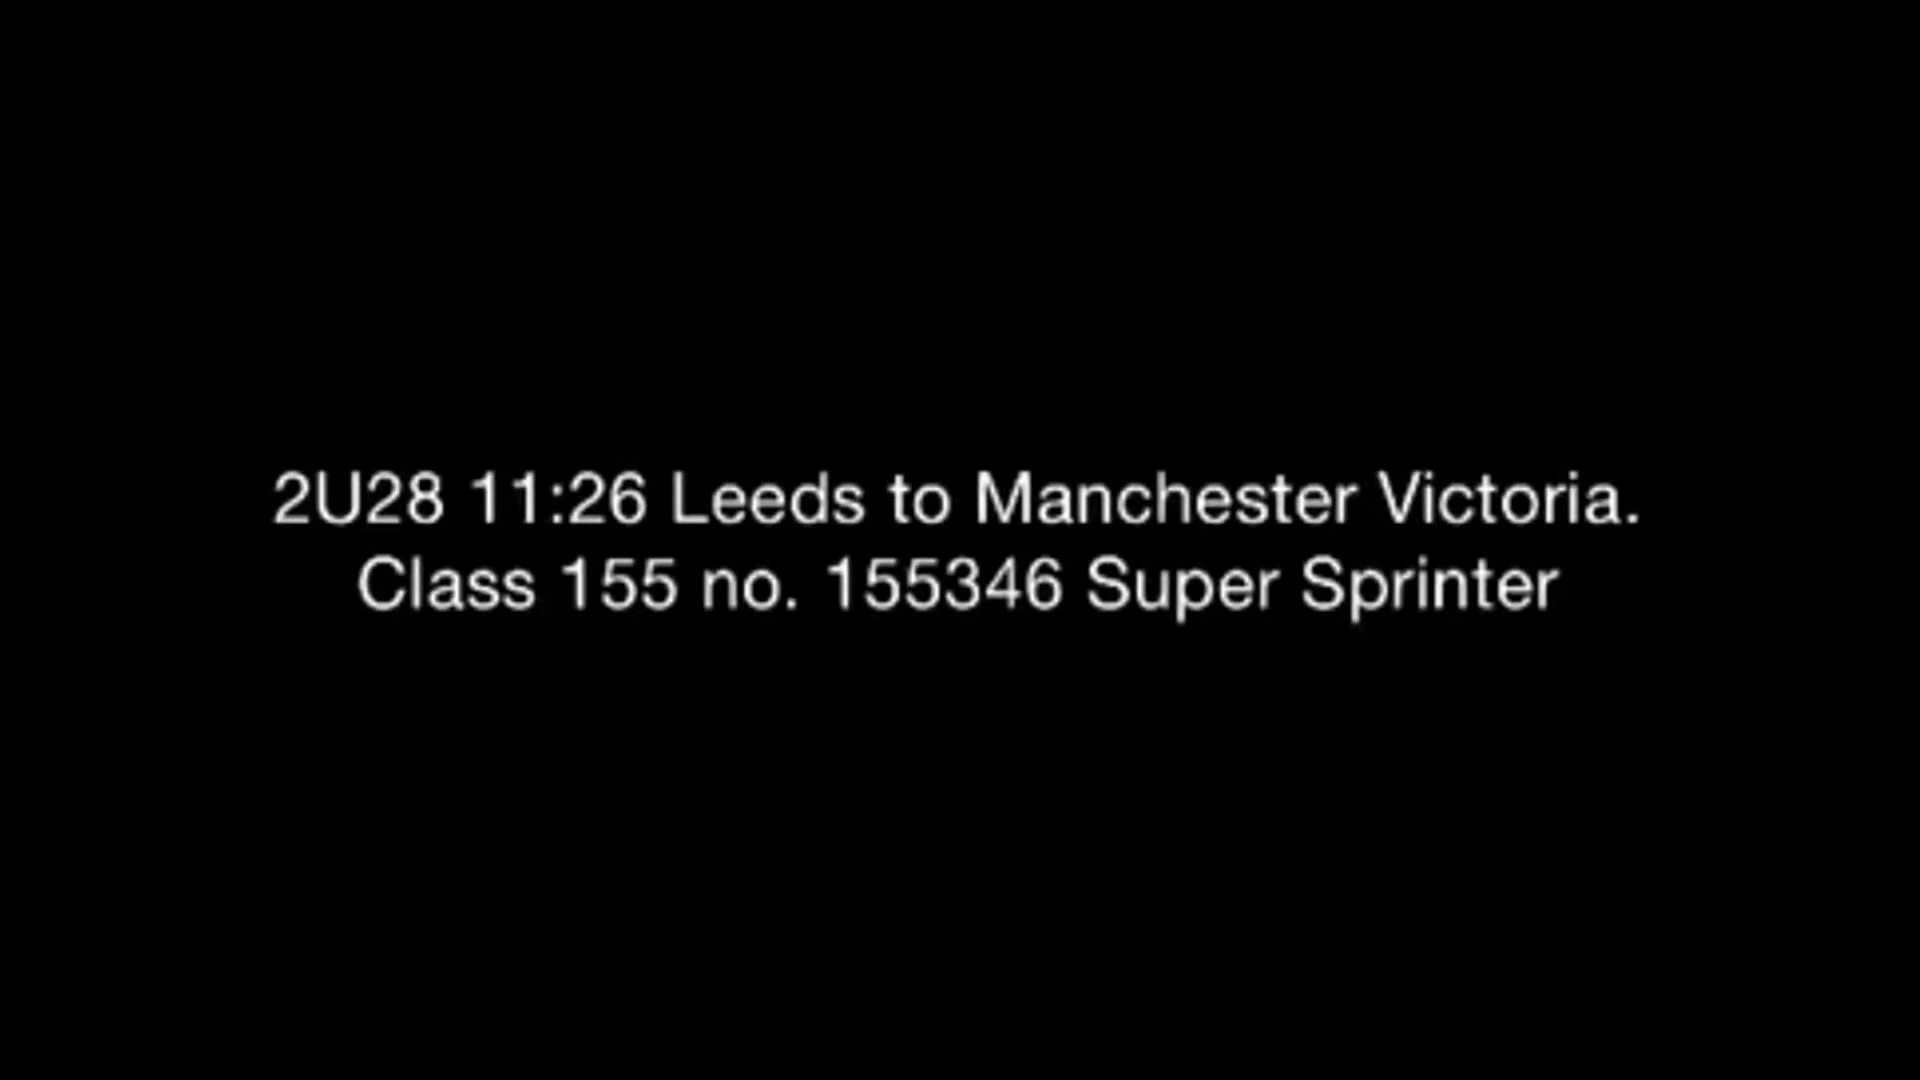 2U28 11:26 Leeds to Manchester Victoria.
Class 155 no. 155346 Super Sprinter